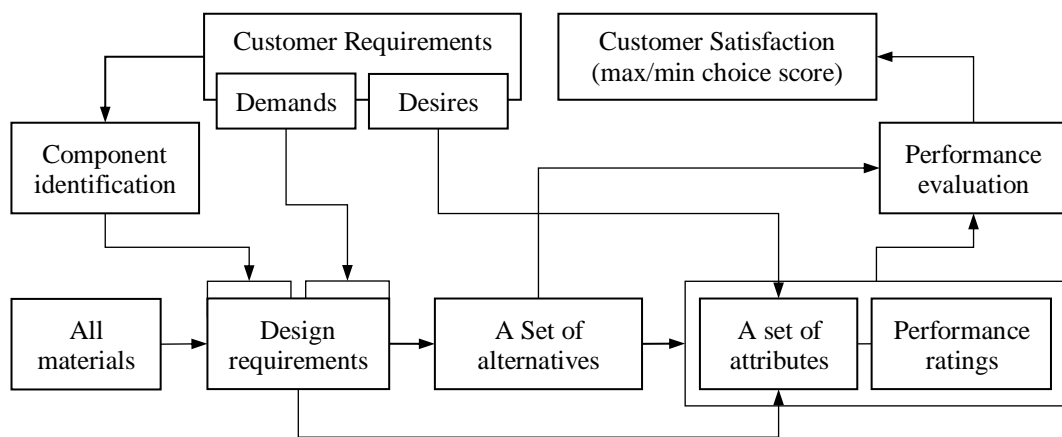 Customer Requirements
Customer Satisfaction
(max/min choice score)
Demands
Desires
Component
identification
Performance
evaluation
All
materials
Design
requirements
A Set of
alternatives
A set of
attributes
Performance
ratings